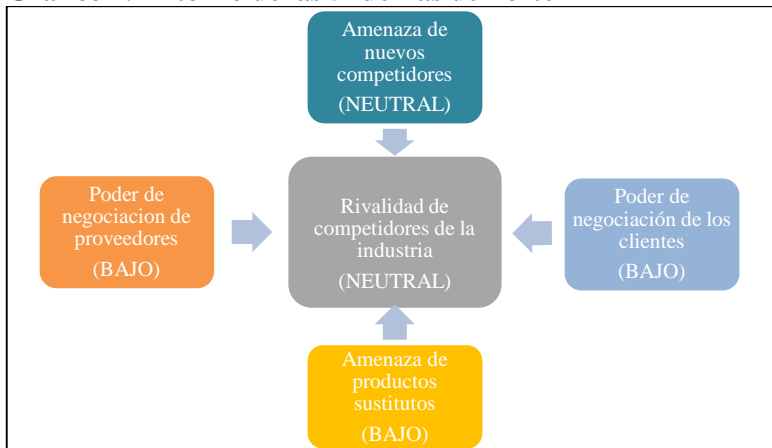 Amenaza de
nuevos
competidores
(NEUTRAL)
Poder de
negociacion de
proveedores
(BAJO)
Rivalidad de
competidores de la
industria
(NEUTRAL)
Poder de
negociación de los
clientes
(BAJO)
Amenaza de
productos
sustitutos
(BAJO)